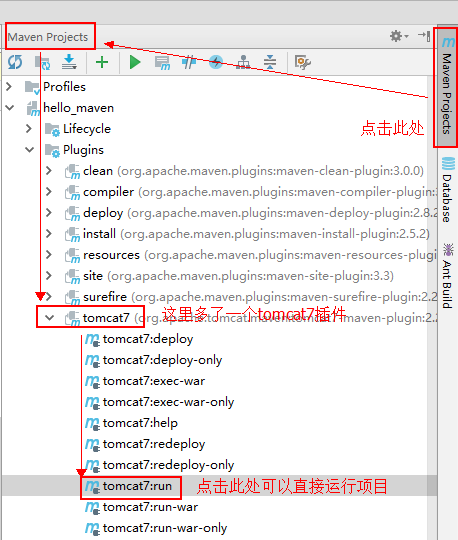 Maven Projects
Profiles
hello_maven
点击此处
Lifecycle
Plugins
clean (org.apache.maven.plugins:maven-clean-plugin:3.0.0)
compiler (org.apache.maven.plugins:maven-compiler-plugin:
deploy (org.apache.maven.plugins:maven-deploy-plugin:2.8.2
install (org.apache.maven.plugins:maven-install-plugin:2.5.2)
resources (org.apache.maven.plugins:maven-resources-plugin
site (org.apache.maven.plugins:maven-site-plugin:3.3)
surefire (org.apache.maven.plugins:maven-surefire-plugin:2.2
tomcat7 (org.apache.tomcat.maven:tomcat7-maven-plugin:2.2
这里多了一个tomcat7插件
tomcat7:deploy
tomcat7:deploy-only
tomcat7:exec-war
tomcat7:exec-war-only
tomcat7:help
tomcat7:redeploy
tomcat7:redeploy-only
tomcat7:run 点击此处可以直接运行项目
tomcat7:run-war
tomcat7:run-war-only
Maven Projects
Database
Ant Build